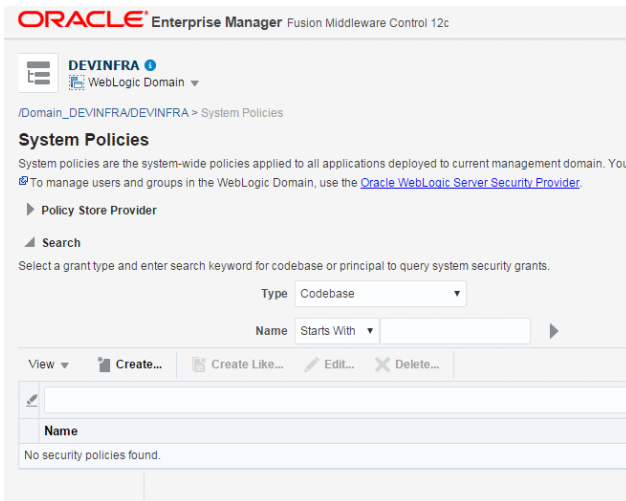 ORACLE Enterprise Manager Fusion Middleware Control 12c
DEVINFRA
WebLogic Domain
/Domain_DEVINFRA/DEVINFRA > System Policies
System Policies
System policies are the system-wide policies applied to all applications deployed to current management domain. You
To manage users and groups in the WebLogic Domain, use the Oracle WebLogic Server Security Provider.
Policy Store Provider
Search
Select a grant type and enter search keyword for codebase or principal to query system security grants.
Type Codebase
Name Starts With
View Create... Create Like... Edit... Delete...
Name
No security policies found.